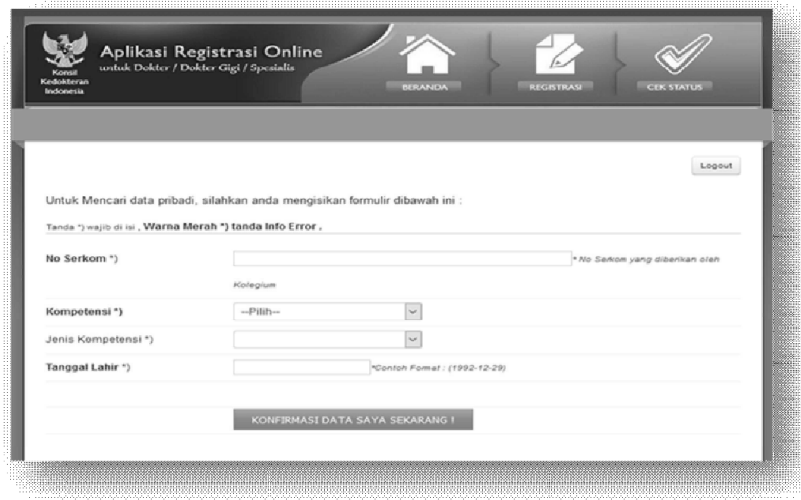 Aplikasi Registrasi Online
untuk Dokter / Dokter Gigi / Spesialis
Konsil
Kedokteran
Indonesia
BERANDA
REGISTRASI
CEK STATUS
Logout
Untuk Mencari data pribadi, silahkan anda mengisikan formulir dibawah ini :
Tanda *) wajib di isi , Warna Merah *) tanda Info Error .
No Serkom *)
* No Serkom yang diberikan oleh
Kolegium
Kompetensi *)
--Pilih--
Jenis Kompetensi *)
Tanggal Lahir *)
*Contoh Format : (1992-12-29)
KONFIRMASI DATA SAYA SEKARANG !